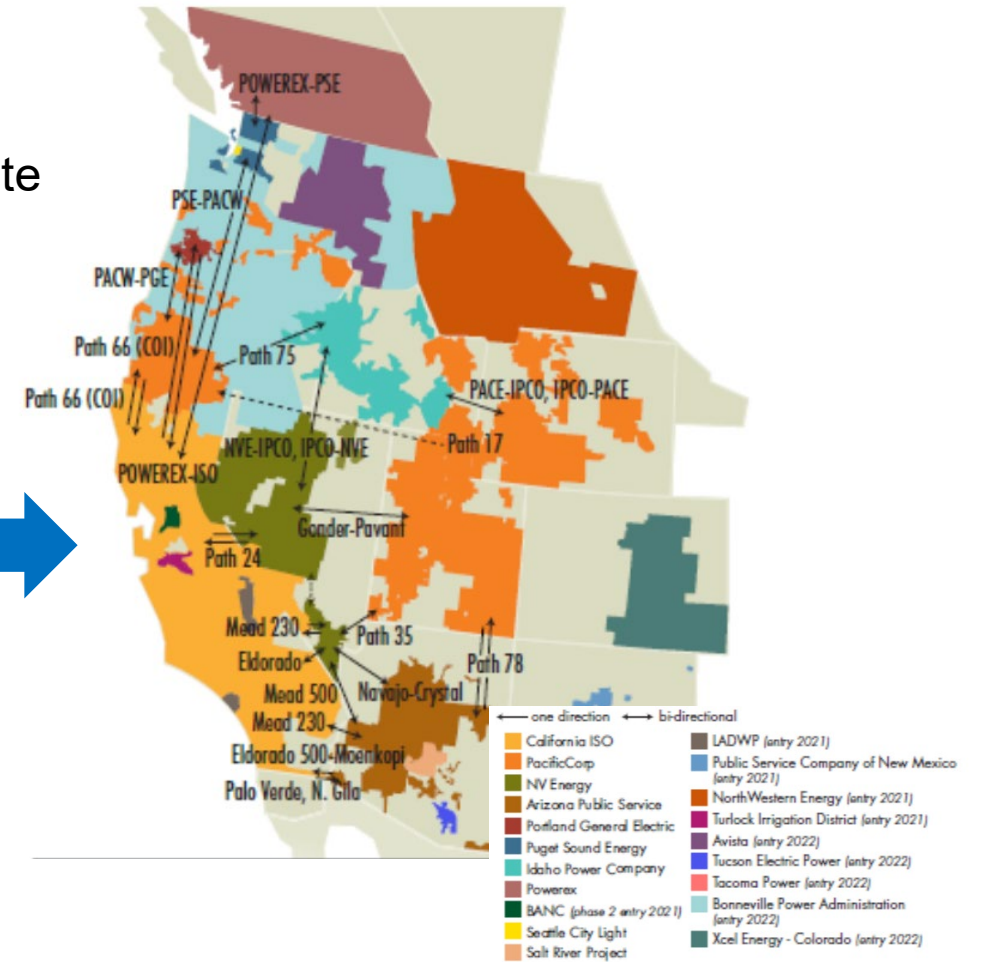 POWEREX-PSE
te
PSE-PACW
PACW-PGE
Path 66 (COI)
Path 75
Path 66 (COI)
PACE-IPCO, IPCO-PACE
NVE-IPCO, IPCO-NVE
Path 17
POWEREX-ISO
Gonder-Pavant
Path 24
Mead 230
Path 35
Eldorado
Path 78
Mead 500
Navajo-Crystal
Mead 230
Eldorado 500-Moenkopi
Palo Verde, N. Gila
one direction
bi-directional
California ISO
PacifiCorp
NV Energy
Arizona Public Service
Portland General Electric
Puget Sound Energy
Idaho Power Company
Powerex
BANC (phase 2 entry 2021)
Seattle City Light
Salt River Project
LADWP (entry 2021)
Public Service Company of New Mexico
(entry 2021)
NorthWestern Energy (entry 2021)
Turlock Irrigation District (entry 2021)
Avista (entry 2022)
Tucson Electric Power (entry 2022)
Tacoma Power (entry 2022)
Bonneville Power Administration
(entry 2022)
Xcel Energy - Colorado (entry 2022)